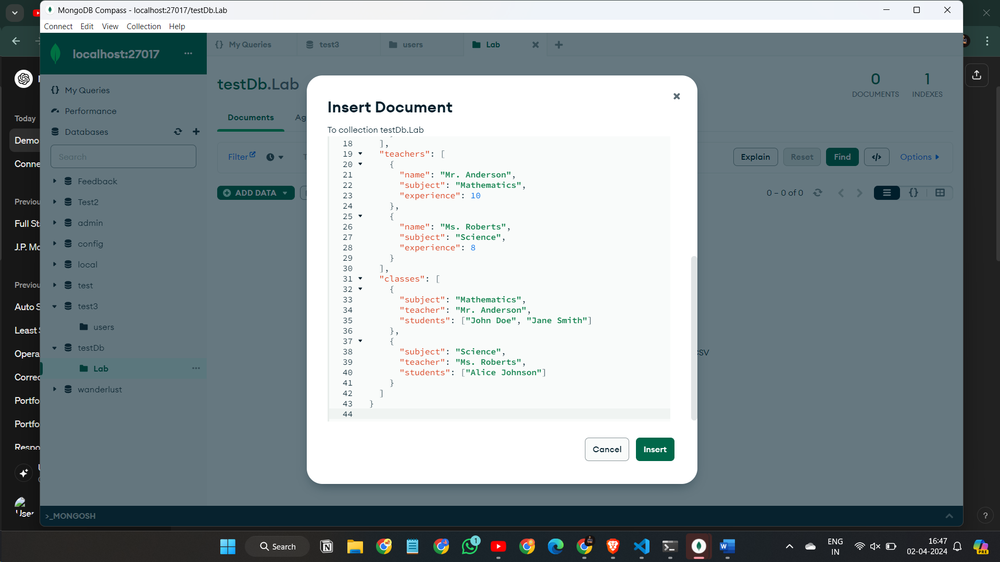 MongoDB Compass - localhost:27017/testDb.Lab
Connect Edit View Collection Help
localhost:27017
My Queries
test3
users
Lab
My Queries
Performance
Databases
Search
Feedback
Test2
admin
config
local
test
test3
users
testDb
Lab
wanderlust
testDb.Lab
0
DOCUMENTS
1
INDEXES
Documents
Ag
Filter
Explain
Reset
Find
</>
Options
ADD DATA
0 – 0 of 0
{}
Insert Document
To collection testDb.Lab
18 ],
19 "teachers": [
20 {
21 "name": "Mr. Anderson",
22 "subject": "Mathematics",
23 "experience": 10
24 },
25 {
26 "name": "Ms. Roberts",
27 "subject": "Science",
28 "experience": 8
29 }
30 ],
31 "classes": [
32 {
33 "subject": "Mathematics",
34 "teacher": "Mr. Anderson",
35 "students": ["John Doe", "Jane Smith"]
36 },
37 {
38 "subject": "Science",
39 "teacher": "Ms. Roberts",
40 "students": ["Alice Johnson"]
41 }
42 ]
43 }
44
Cancel
Insert
>_MONGOSH
Today
Demo
Conne
Previou
Full St
J.P. Mo
Previou
Auto S
Least S
Opera
Correc
Portfo
Portfo
Respo
User
?
Search
1
ENG
IN
16:47
02-04-2024
PRE